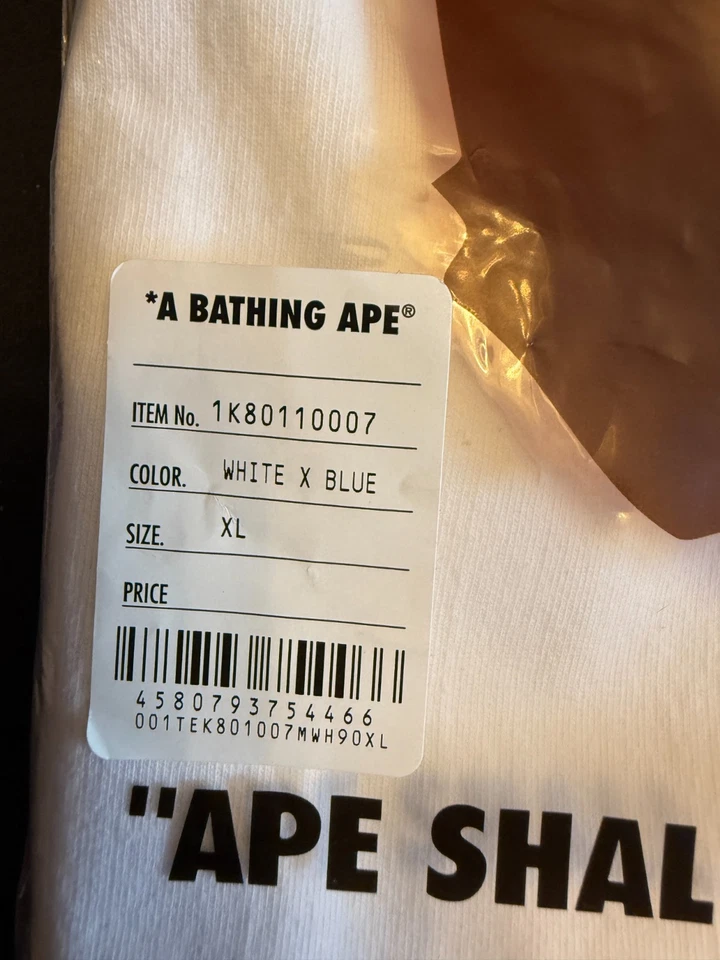 *A BATHING APE®
ITEM No. 1K80110007
COLOR. WHITE X BLUE
SIZE. XL
PRICE
4580793754466
001TEK801007MWH90XL
"APE SHAL